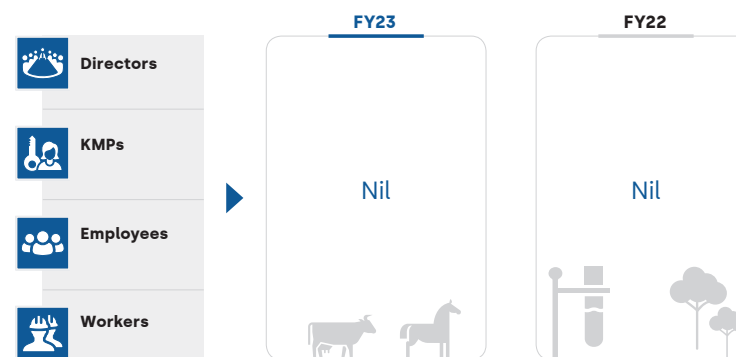 FY23
FY22
Directors
KMPs
Employees
Workers
Nil
Nil